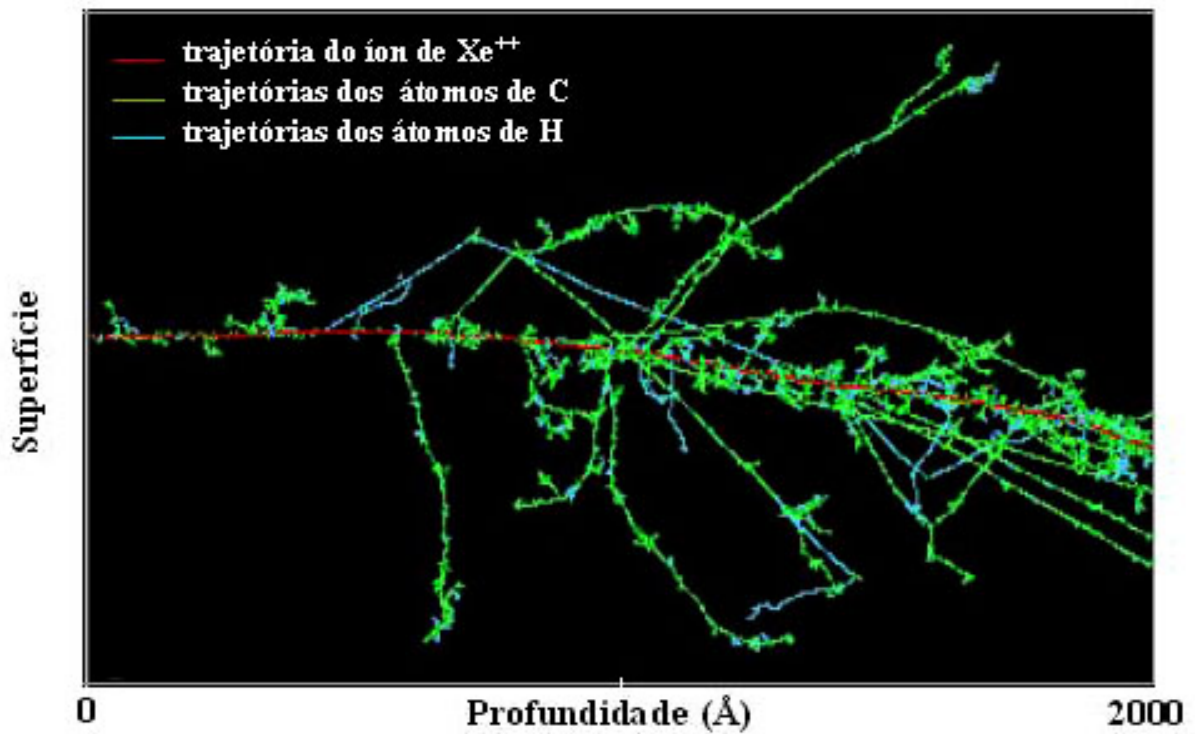 trajetória do íon de Xe++
trajetórias dos átomos de C
trajetórias dos átomos de H
Superfície
0
Profundidade (Å)
2000